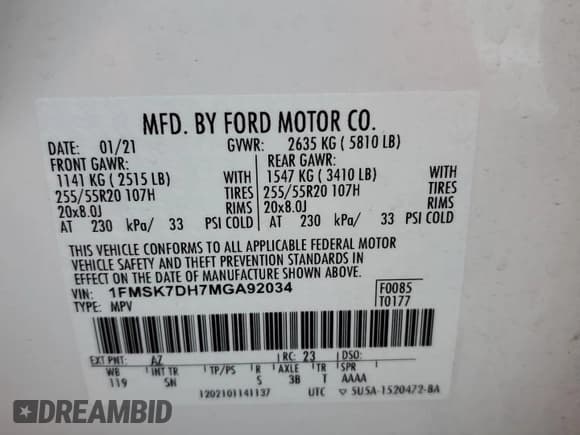 MFD. BY FORD MOTOR CO.
DATE: 01/21 GVWR: 2635 KG ( 5810 LB)
FRONT GAWR: REAR GAWR:
1141 KG ( 2515 LB) WITH 1547 KG ( 3410 LB) WITH
255/55R20 107H TIRES 255/55R20 107H TIRES
20x8.0J RIMS 20x8.0J RIMS
AT 230 kPa/ 33 PSI COLD AT 230 kPa/ 33 PSI COLD
THIS VEHICLE CONFORMS TO ALL APPLICABLE FEDERAL MOTOR
VEHICLE SAFETY AND THEFT PREVENTION STANDARDS IN
EFFECT ON THE DATE OF MANUFACTURE SHOWN ABOVE.
VIN: 1FMSK7DH7MGA92034 F0085
TYPE: MPV T0177
EXT PNT: AZ RC: 23 DSO:
WB INT TR TP/PS R AXLE TR SPR
119 SN S 3B T AAAA
1202101141137 UTC 5U5A-1520472-BA
DREAMBID